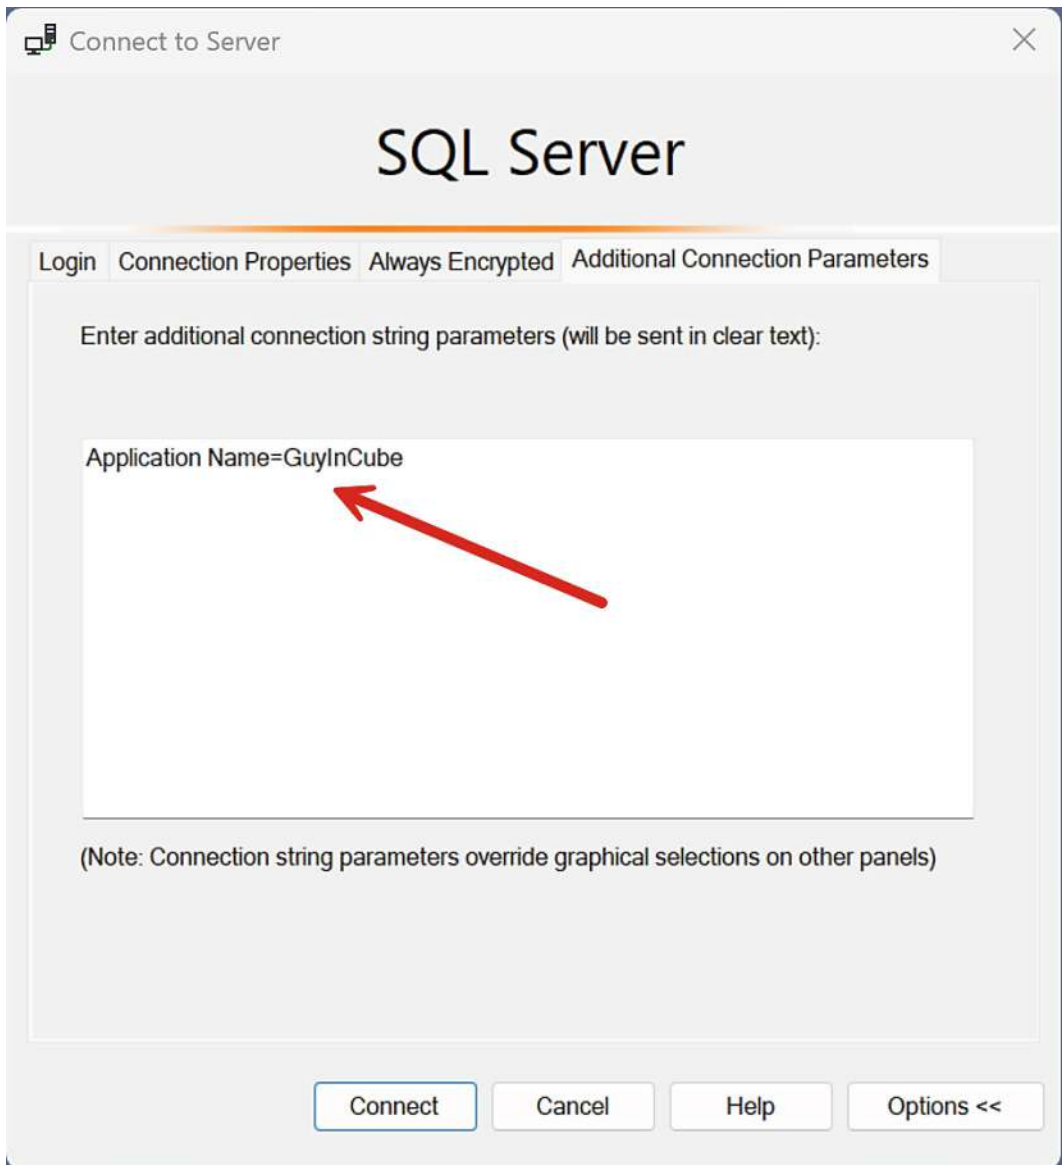 Connect to Server
SQL Server
Login Connection Properties Always Encrypted Additional Connection Parameters
Enter additional connection string parameters (will be sent in clear text):
Application Name=GuyInCube
(Note: Connection string parameters override graphical selections on other panels)
Connect Cancel Help Options <<